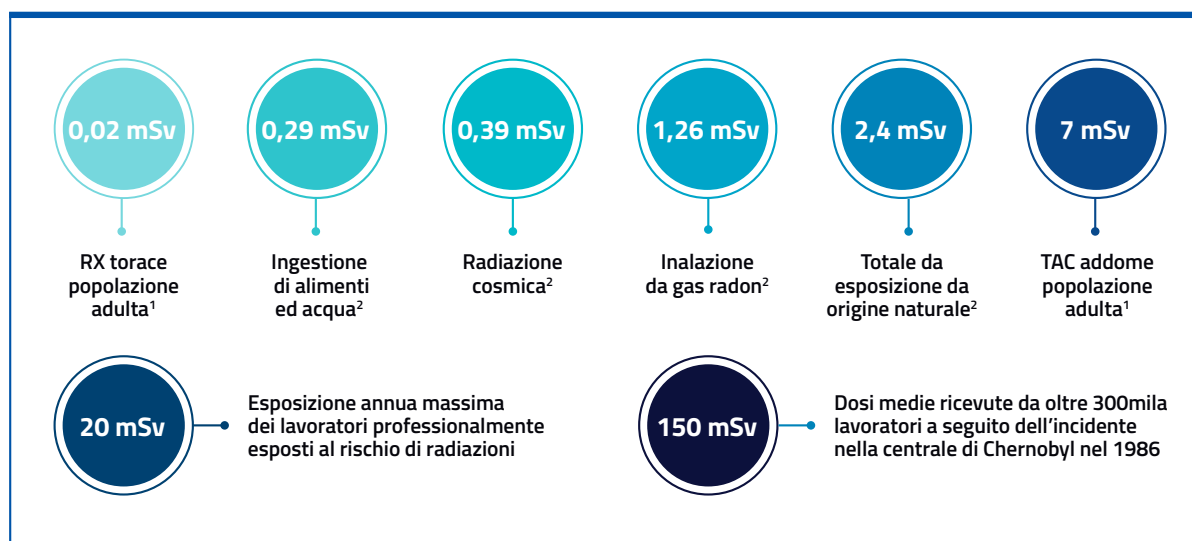 0,02 mSv
0,29 mSv
0,39 mSv
1,26 mSv
2,4 mSv
7 mSv
RX torace
popolazione
adulta¹
Ingestione
di alimenti
ed acqua²
Radiazione
cosmica²
Inalazione
da gas radon²
Totale da
esposizione da
origine naturale²
TAC addome
popolazione
adulta¹
20 mSv
Esposizione annua massima
dei lavoratori professionalmente
esposti al rischio di radiazioni
150 mSv
Dosi medie ricevute da oltre 300mila
lavoratori a seguito dell'incidente
nella centrale di Chernobyl nel 1986